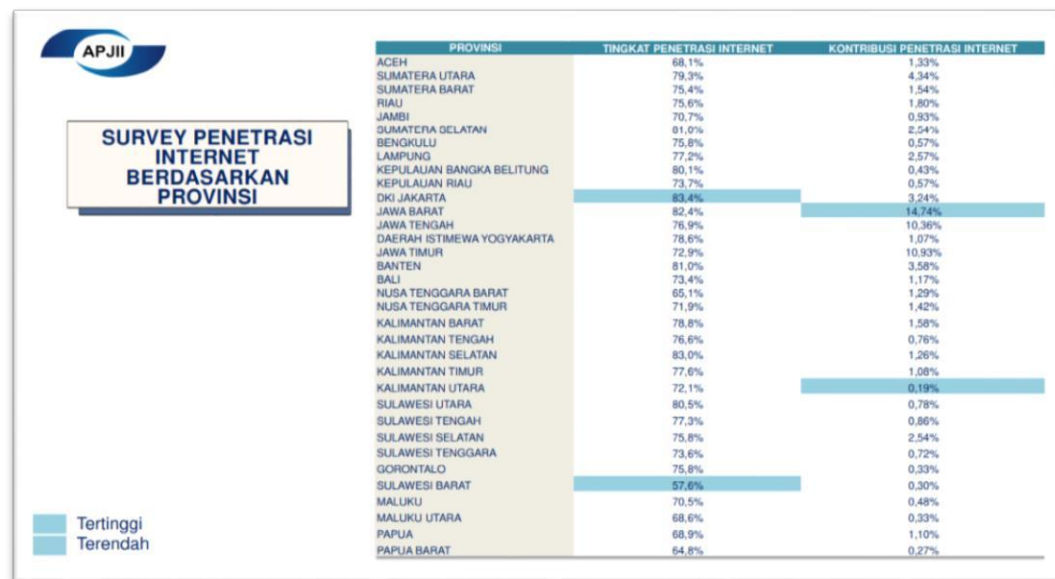 APJII
SURVEY PENETRASI
INTERNET
BERDASARKAN
PROVINSI
PROVINSI TINGKAT PENETRASI INTERNET KONTRIBUSI PENETRASI INTERNET
ACEH 68,1% 1,33%
SUMATERA UTARA 79,3% 4,34%
SUMATERA BARAT 75,4% 1,54%
RIAU 75,6% 1,80%
JAMBI 70,7% 0,93%
SUMATERA SELATAN 81,0% 2,54%
BENGKULU 75,8% 0,57%
LAMPUNG 77,2% 2,57%
KEPULAUAN BANGKA BELITUNG 80,1% 0,43%
KEPULAUAN RIAU 73,7% 0,57%
DKI JAKARTA 83,4% 3,24%
JAWA BARAT 82,4% 14,74%
JAWA TENGAH 76,9% 10,36%
DAERAH ISTIMEWA YOGYAKARTA 78,6% 1,07%
JAWA TIMUR 72,9% 10,93%
BANTEN 81,0% 3,58%
BALI 73,4% 1,17%
NUSA TENGGARA BARAT 65,1% 1,29%
NUSA TENGGARA TIMUR 71,9% 1,42%
KALIMANTAN BARAT 78,8% 1,58%
KALIMANTAN TENGAH 76,6% 0,76%
KALIMANTAN SELATAN 83,0% 1,26%
KALIMANTAN TIMUR 77,6% 1,08%
KALIMANTAN UTARA 72,1% 0,19%
SULAWESI UTARA 80,5% 0,78%
SULAWESI TENGAH 77,3% 0,86%
SULAWESI SELATAN 75,8% 2,54%
SULAWESI TENGGARA 73,6% 0,72%
GORONTALO 75,8% 0,33%
SULAWESI BARAT 57,6% 0,30%
MALUKU 70,5% 0,48%
MALUKU UTARA 68,6% 0,33%
PAPUA 68,9% 1,10%
PAPUA BARAT 64,8% 0,27%
Tertinggi
Terendah